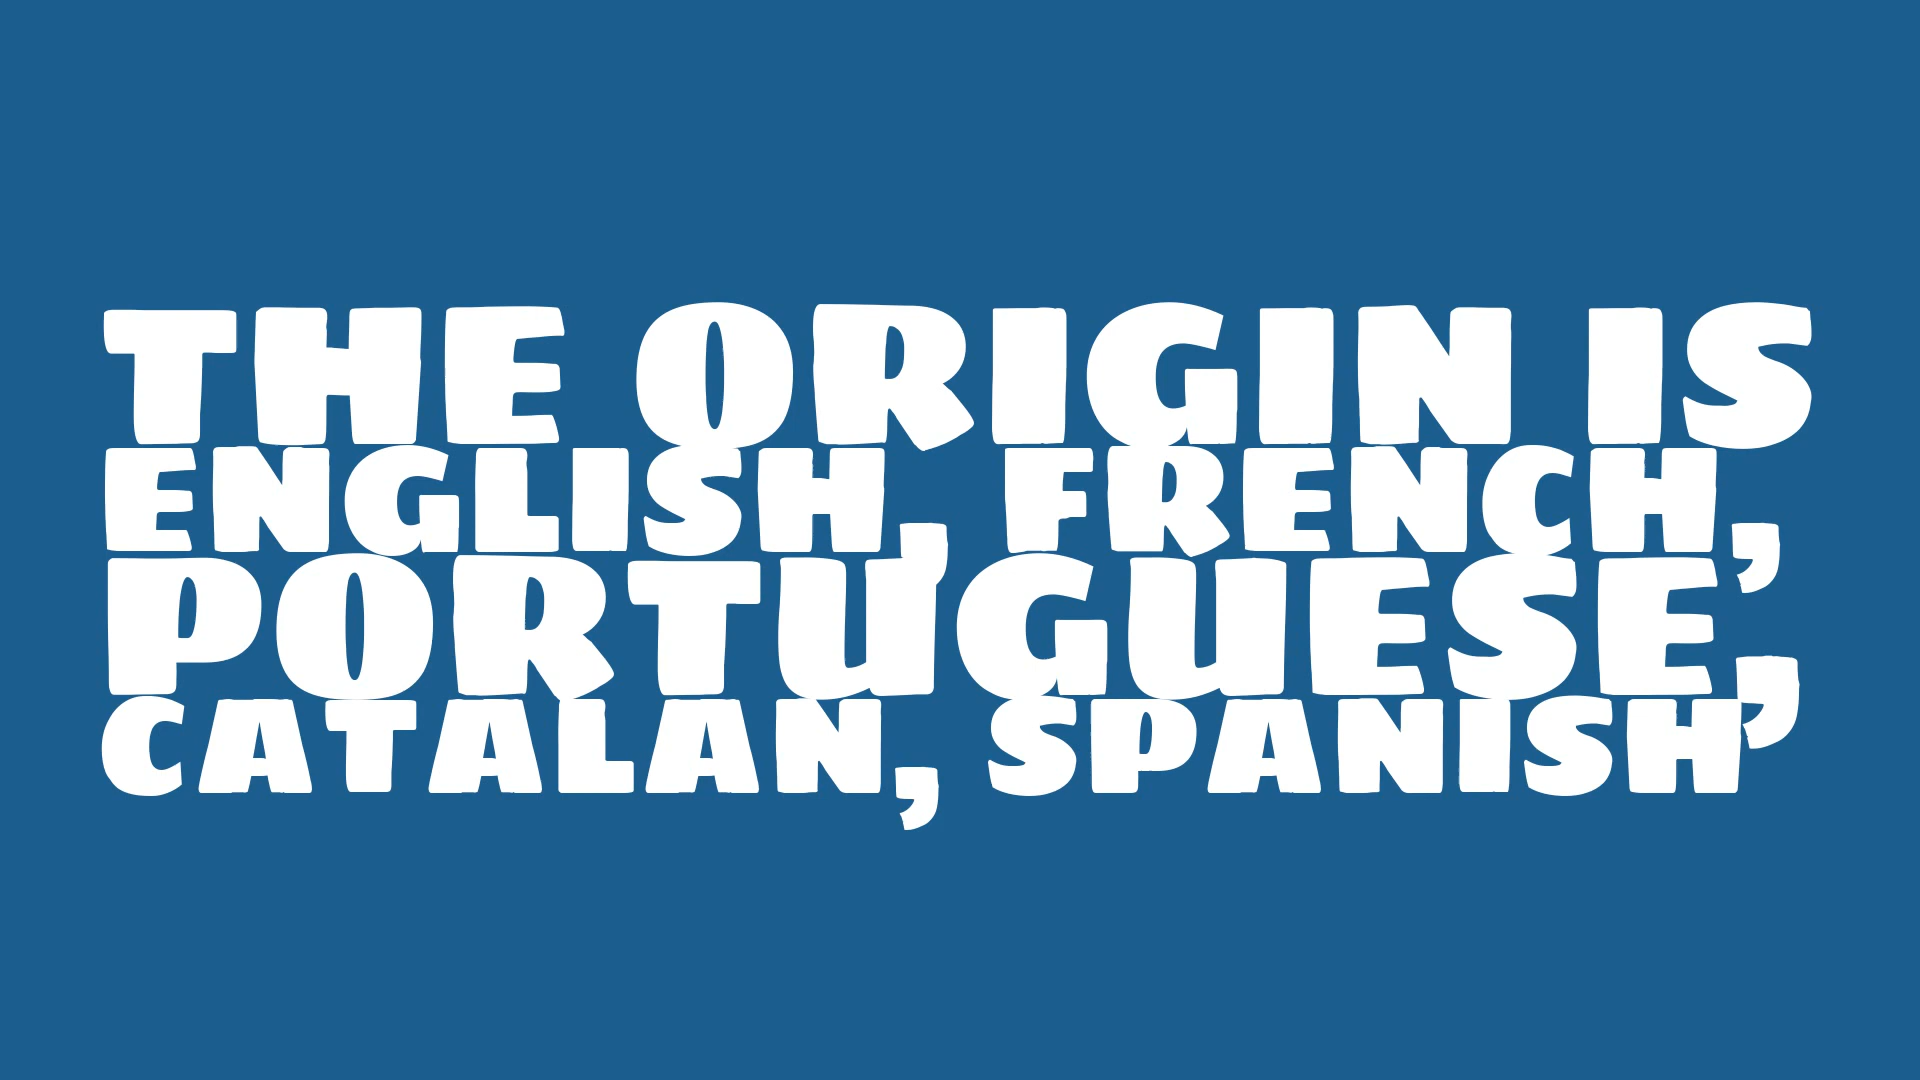 THE ORIGIN IS
ENGLISH, FRENCH,
PORTUGUESE,
CATALAN, SPANISH